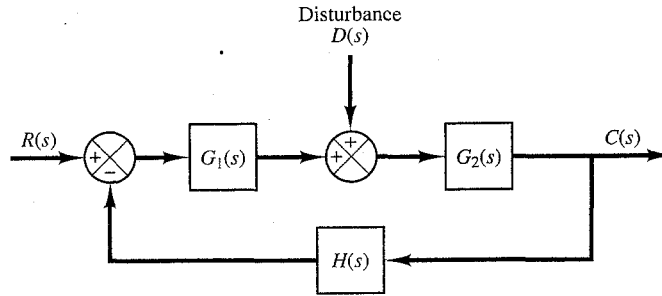 Disturbance
D(s)
R(s)
+
−
G₁(s)
+
+
G₂(s)
C(s)
H(s)